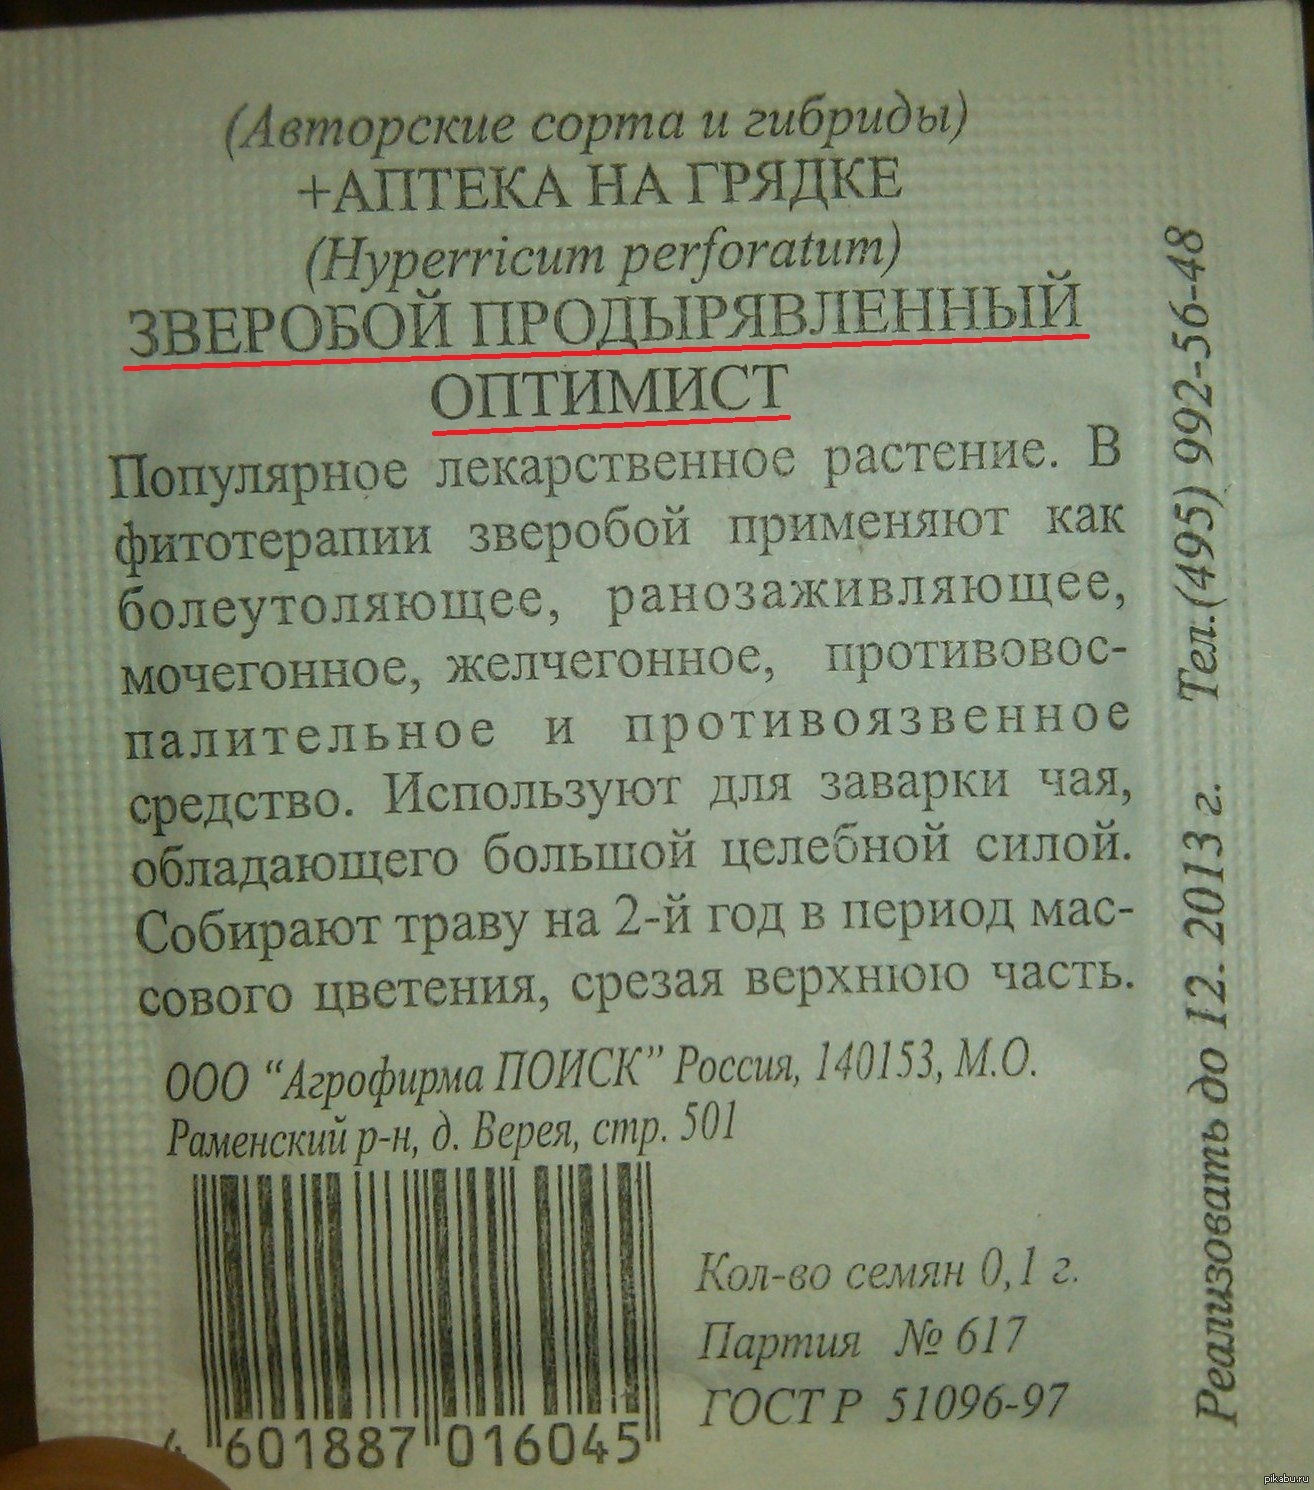 (Авторские сорта и гибриды)
+АПТЕКА НА ГРЯДКЕ
(Hyperricum perforatum)
ЗВЕРОБОЙ ПРОДЫРЯВЛЕННЫЙ
ОПТИМИСТ
Популярное лекарственное растение. В
фитотерапии зверобой применяют как
болеутоляющее, ранозаживляющее,
мочегонное, желчегонное, противовос-
палительное и противоязвенное
средство. Используют для заварки чая,
обладающего большой целебной силой.
Собирают траву на 2-й год в период мас-
сового цветения, срезая верхнюю часть.
ООО “Агрофирма ПОИСК” Россия, 140153, М.О.
Раменский р-н, д. Верея, стр. 501
4 601887 016045
Кол-во семян 0,1 г.
Партия № 617
ГОСТ Р 51096-97
Реализовать до 12. 2013 г. Тел.(495) 992-56-48
pikabu.ru